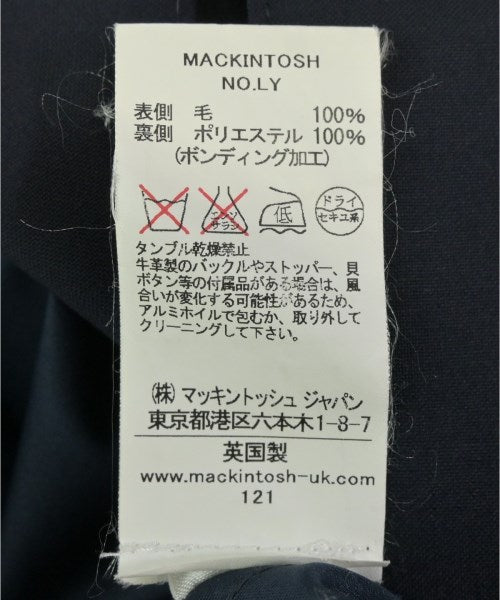 MACKINTOSH
NO.LY
表側 毛 100%
裏側 ポリエステル 100%
(ボンディング加工)
エンソ サラシ 低 ドライ セキユ系
タンブル乾燥禁止
牛革製のバックルやストッパー、貝
ボタン等の付属品がある場合は、風
合いが変化する可能性があるため、
アルミホイルで包むか、取り外して
クリーニングして下さい。
(株) マッキントッシュ ジャパン
東京都港区六本木1-8-7
英国製
www.mackintosh-uk.com
121